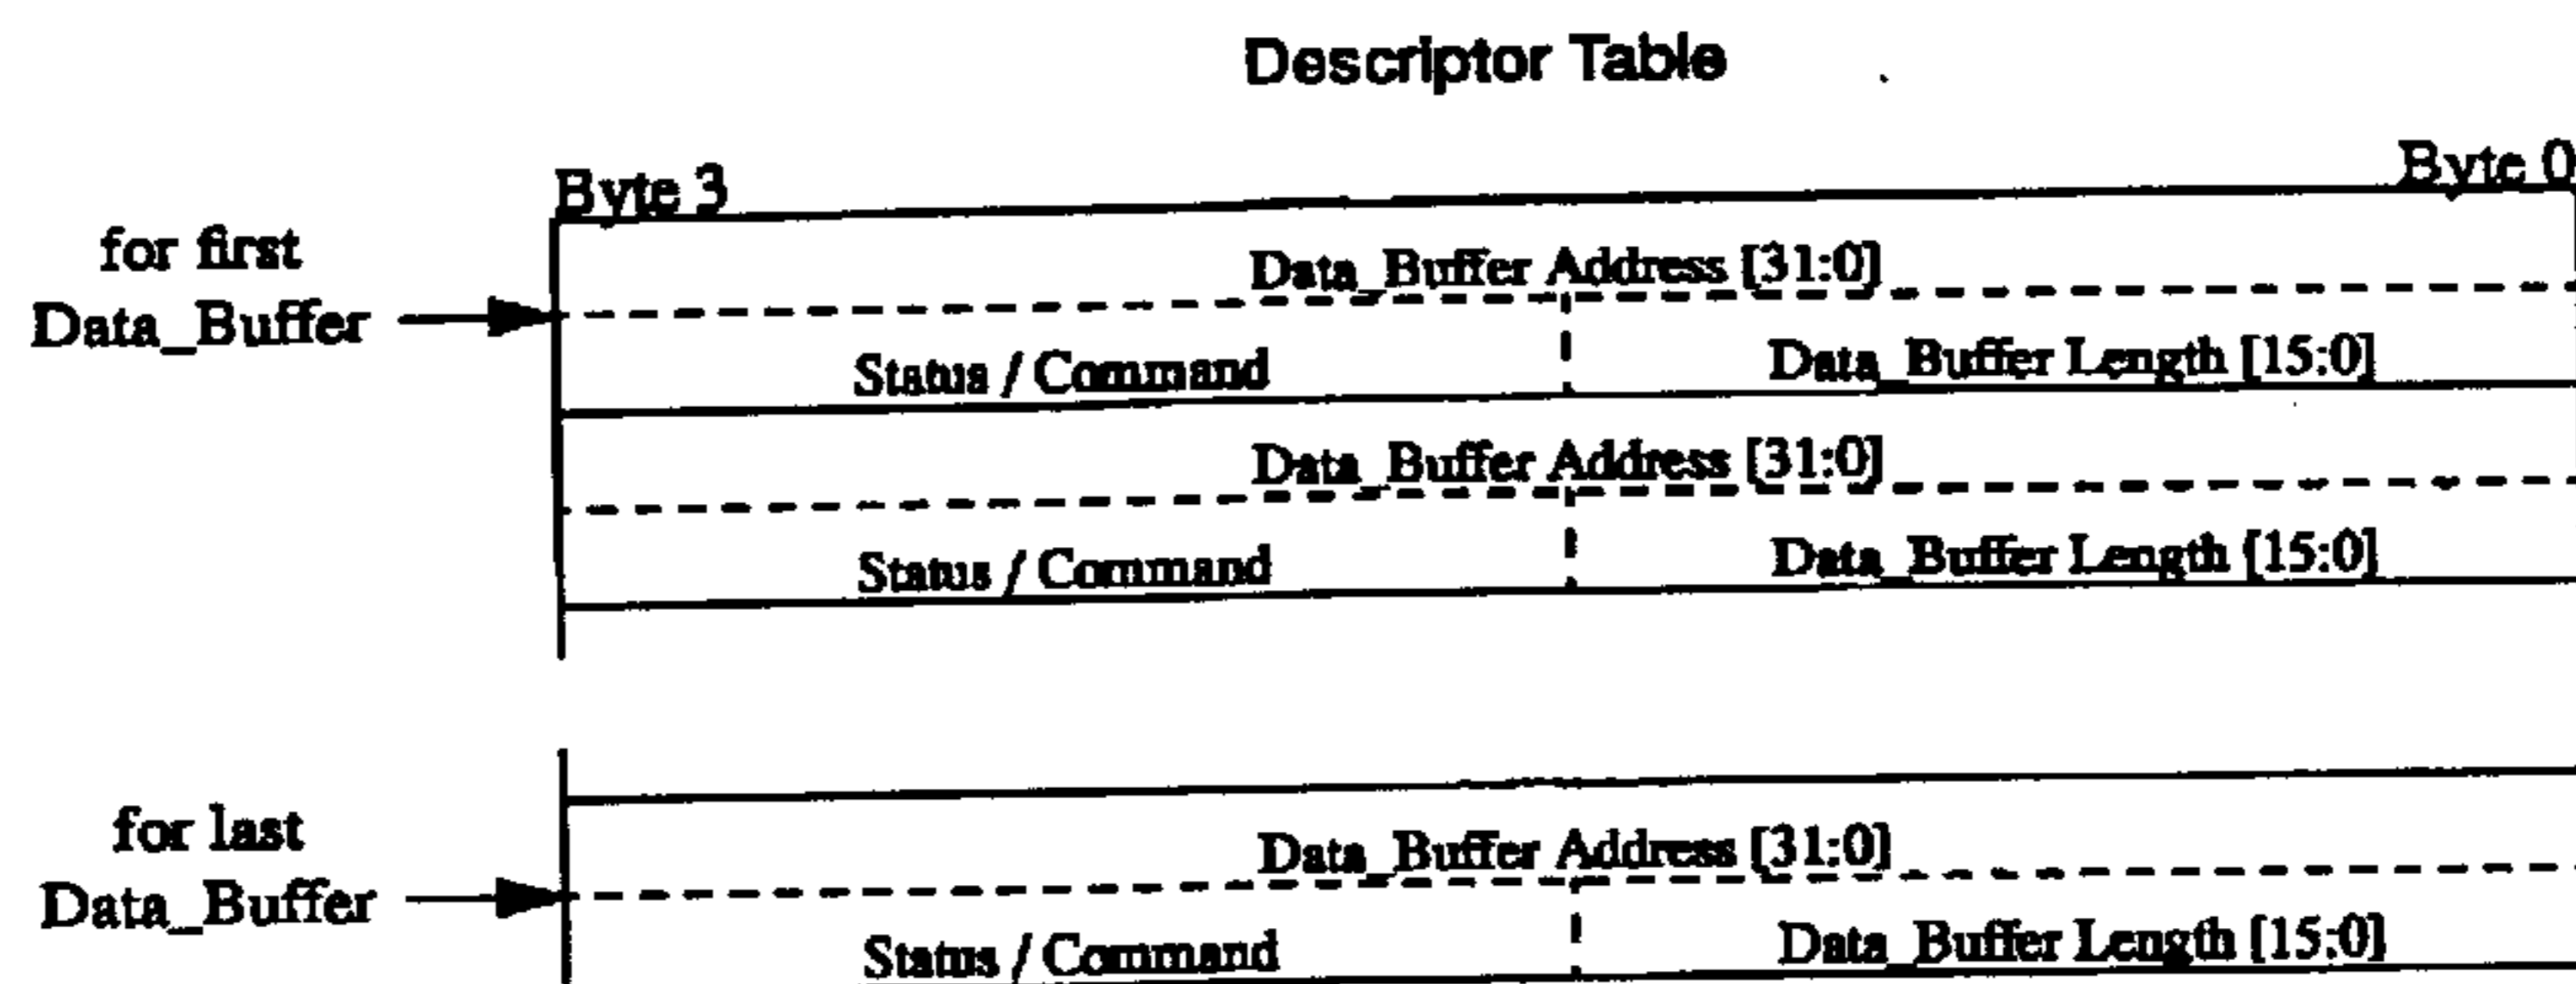 Descriptor Table
Byte 3 Byte 0
for first
Data_Buffer
Data_Buffer Address [31:0]
Status / Command Data_Buffer Length [15:0]
Data_Buffer Address [31:0]
Status / Command Data_Buffer Length [15:0]
for last
Data_Buffer
Data_Buffer Address [31:0]
Status / Command Data_Buffer Length [15:0]